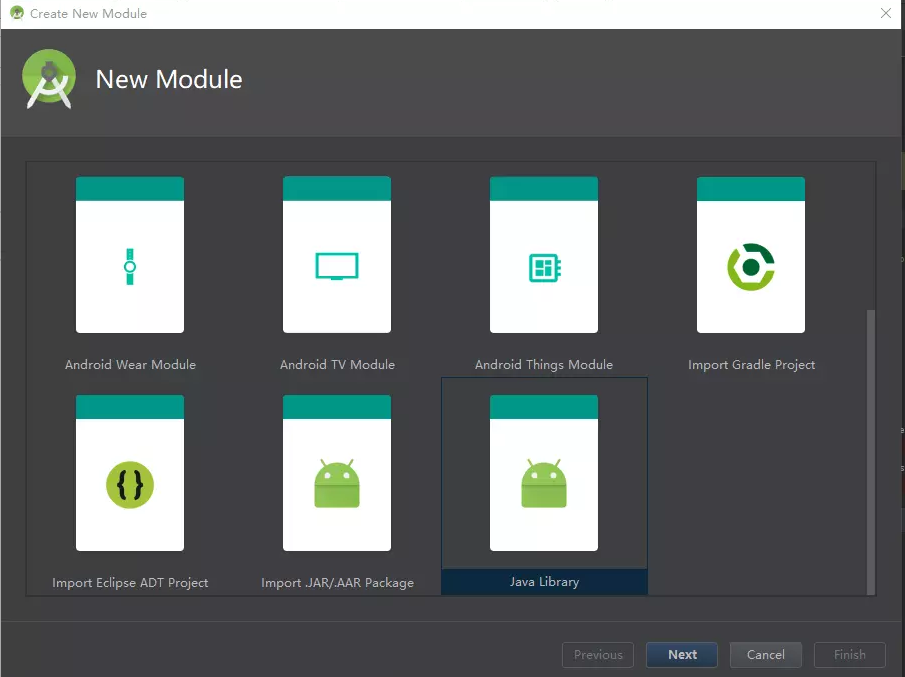 Create New Module
New Module
Android Wear Module
Android TV Module
Android Things Module
Import Gradle Project
Import Eclipse ADT Project
Import .JAR/.AAR Package
Java Library
Previous
Next
Cancel
Finish